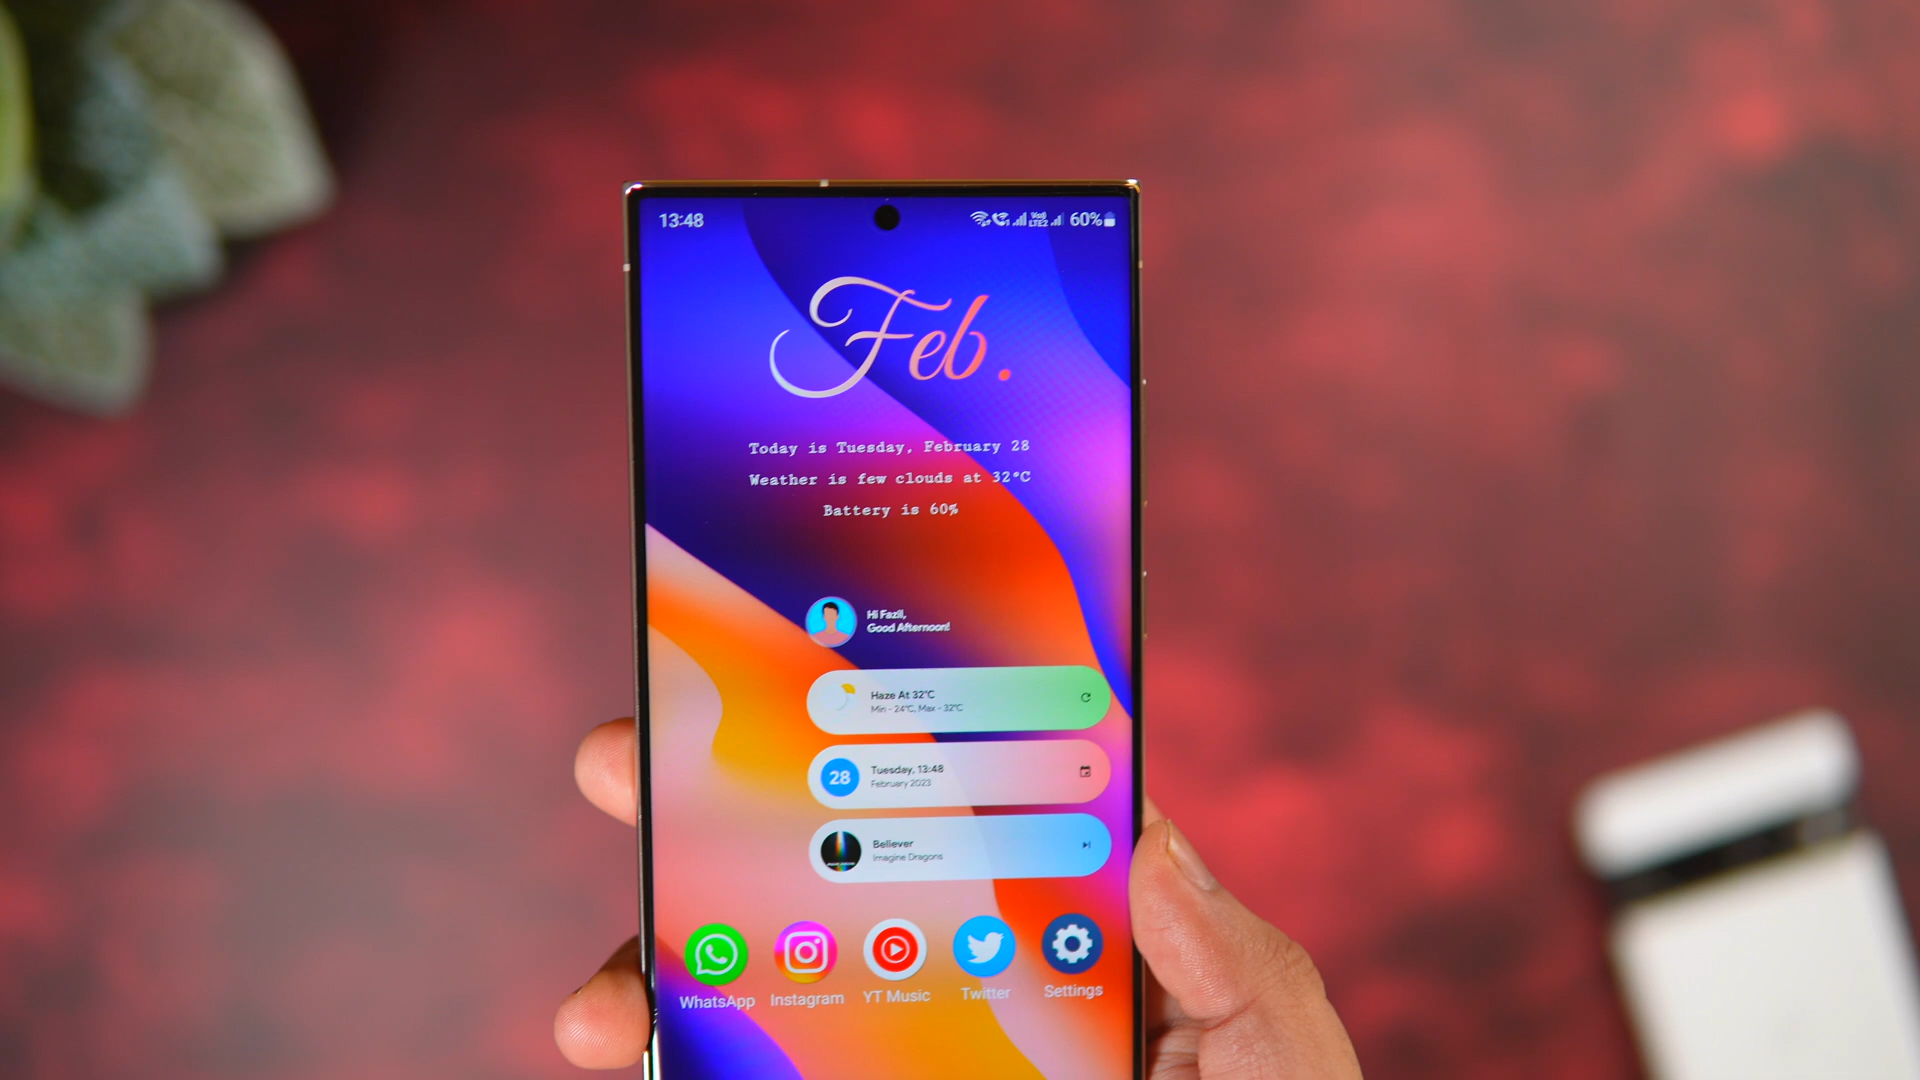 13:48
Voo)
LTE2
60%
Feb.
Today is Tuesday, February 28
Weather is few clouds at 32°C
Battery is 60%
Hi Fazil,
Good Afternoon!
Haze At 32°C
Min - 24°C, Max - 32°C
28
Tuesday, 13:48
February 2023
Believer
Imagine Dragons
WhatsApp Instagram YT Music Twitter Settings